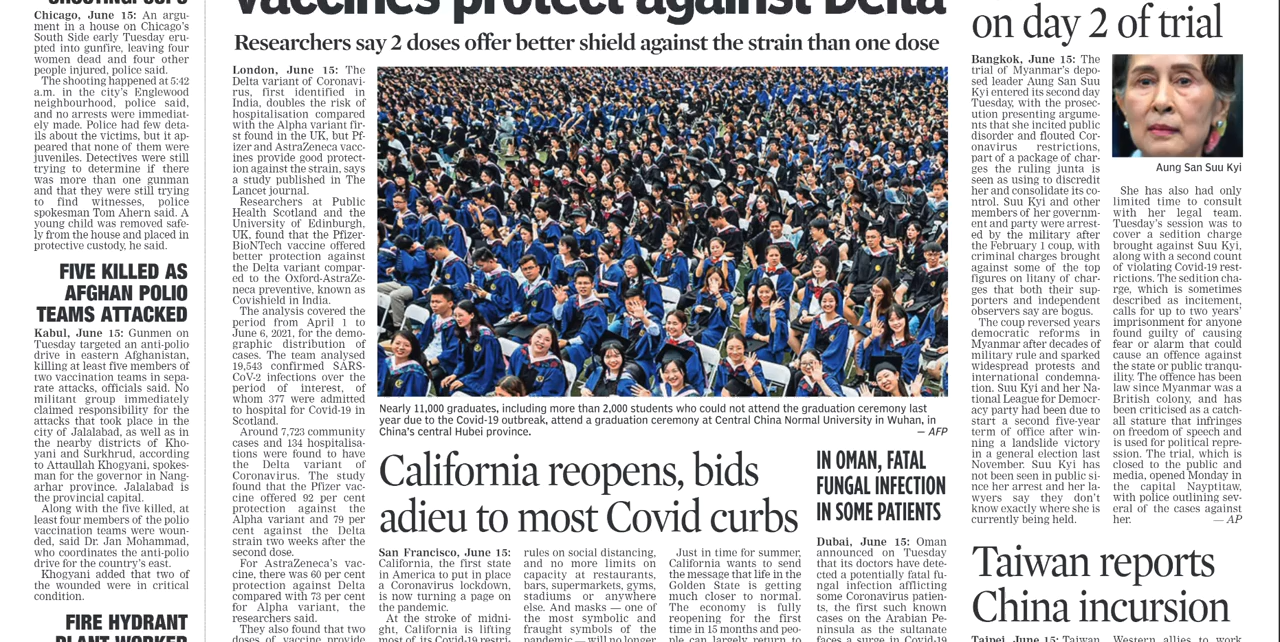 Chicago, June 15: An argu-
ment in a house on Chicago's
South Side early Tuesday eru-
pted into gunfire, leaving four
women dead and four other
people injured, police said.
The shooting happened at 5:42
a.m. in the city's Englewood
neighbourhood, police said,
and no arrests were immediat-
ely made. Police had few deta-
ils about the victims, but it ap-
peared that none of them were
juveniles. Detectives were still
trying to determine if there
was more than one gunman
and that they were still trying
to find witnesses, police
spokesman Tom Ahern said. A
young child was removed safe-
ly from the house and placed in
protective custody, he said.
FIVE KILLED AS
AFGHAN POLIO
TEAMS ATTACKED
Kabul, June 15: Gunmen on
Tuesday targeted an anti-polio
drive in eastern Afghanistan,
killing at least five members of
two vaccination teams in sepa-
rate attacks, officials said. No
militant group immediately
claimed responsibility for the
attacks that took place in the
city of Jalalabad, as well as in
the nearby districts of Kho-
yani and Surkhrud, according
to Attaullah Khogyani, spokes-
man for the governor in Nang-
arhar province. Jalalabad is
the provincial capital.
Along with the five killed, at
least four members of the polio
vaccination teams were woun-
ded, said Dr. Jan Mohammad,
who coordinates the anti-polio
drive for the country's east.
Khogyani added that two of
the wounded were in critical
condition.
FIRE HYDRANT
PLANT WORKER
vaccines protect against Delta
Researchers say 2 doses offer better shield against the strain than one dose
London, June 15: The
Delta variant of Coronavi-
rus, first identified in
India, doubles the risk of
hospitalisation compared
with the Alpha variant fir-
st found in the UK, but Pf-
izer and AstraZeneca vacc-
ines provide good protect-
ion against the strain, says
a study published in The
Lancet journal.
Researchers at Public
Health Scotland and the
University of Edinburgh,
UK, found that the Pfizer-
BioNTech vaccine offered
better protection against
the Delta variant compar-
ed to the Oxford-AstraZe-
neca preventive, known as
Covishield in India.
The analysis covered the
period from April 1 to
June 6, 2021, for the demo-
graphic distribution of
cases. The team analysed
19,543 confirmed SARS-
CoV-2 infections over the
period of interest, of
whom 377 were admitted
to hospital for Covid-19 in
Scotland.
Around 7,723 community
cases and 134 hospitalisa-
tions were found to have
the Delta variant of
Coronavirus. The study
found that the Pfizer vac-
cine offered 92 per cent
protection against the
Alpha variant and 79 per
cent against the Delta
strain two weeks after the
second dose.
For AstraZeneca's vac-
cine, there was 60 per cent
protection against Delta
compared with 73 per cent
for Alpha variant, the
researchers said.
They also found that two
doses of vaccine provide
Nearly 11,000 graduates, including more than 2,000 students who could not attend the graduation ceremony last
year due to the Covid-19 outbreak, attend a graduation ceremony at Central China Normal University in Wuhan, in
China's central Hubei province. — AFP
California reopens, bids
adieu to most Covid curbs
San Francisco, June 15:
California, the first state
in America to put in place
a Coronavirus lockdown,
is now turning a page on
the pandemic.
At the stroke of midni-
ght, California is lifting
most of its Covid-19 restri-
rules on social distancing,
and no more limits on
capacity at restaurants,
bars, supermarkets, gyms,
stadiums or anywhere
else. And masks — one of
the most symbolic and
fraught symbols of the
pandemic — will no longer
Just in time for summer,
California wants to send
the message that life in the
Golden State is getting
much closer to normal.
The economy is fully
reopening for the first
time in 15 months and peo-
ple can largely return to
IN OMAN, FATAL
FUNGAL INFECTION
IN SOME PATIENTS
Dubai, June 15: Oman
announced on Tuesday
that its doctors have dete-
cted a potentially fatal fu-
ngal infection afflicting
some Coronavirus patien-
ts, the first such known
cases on the Arabian Pe-
ninsula as the sultanate
faces a surge in Covid-19
on day 2 of trial
Bangkok, June 15: The
trial of Myanmar's depo-
sed leader Aung San Suu
Kyi entered its second day
Tuesday, with the prosec-
ution presenting argume-
nts that she incited public
disorder and flouted Cor-
onavirus restrictions,
part of a package of char-
ges the ruling junta is
seen as using to discredit
her and consolidate its co-
ntrol. Suu Kyi and other
members of her governm-
ent and party were arrest-
ed by the military after
the February 1 coup, with
criminal charges brought
against some of the top
figures on litany of char-
ges that both their sup-
porters and independent
observers say are bogus.
The coup reversed years
democratic reforms in
Myanmar after decades of
military rule and sparked
widespread protests and
international condemna-
tion. Suu Kyi and her Na-
tional League for Democr-
acy party had been due to
start a second five-year
term of office after win-
ning a landslide victory
in a general election last
November. Suu Kyi has
not been seen in public si-
nce her arrest and her la-
wyers say they don't
know exactly where she is
currently being held.
Aung San Suu Kyi
She has also had only
limited time to consult
with her legal team.
Tuesday's session was to
cover a sedition charge
brought against Suu Kyi,
along with a second count
of violating Covid-19 rest-
rictions. The sedition cha-
rge, which is sometimes
described as incitement,
calls for up to two years'
imprisonment for anyone
found guilty of causing
fear or alarm that could
cause an offence against
the state or public tranqu-
ility. The offence has been
law since Myanmar was a
British colony, and has
been criticised as a catch-
all stature that infringes
on freedom of speech and
is used for political repre-
ssion. The trial, which is
closed to the public and
media, opened Monday in
the capital Nayptitaw,
with police outlining sev-
eral of the cases against
her. — AP
Taiwan reports
China incursion
Taipei, June 15: Taiwan
Western allies to work